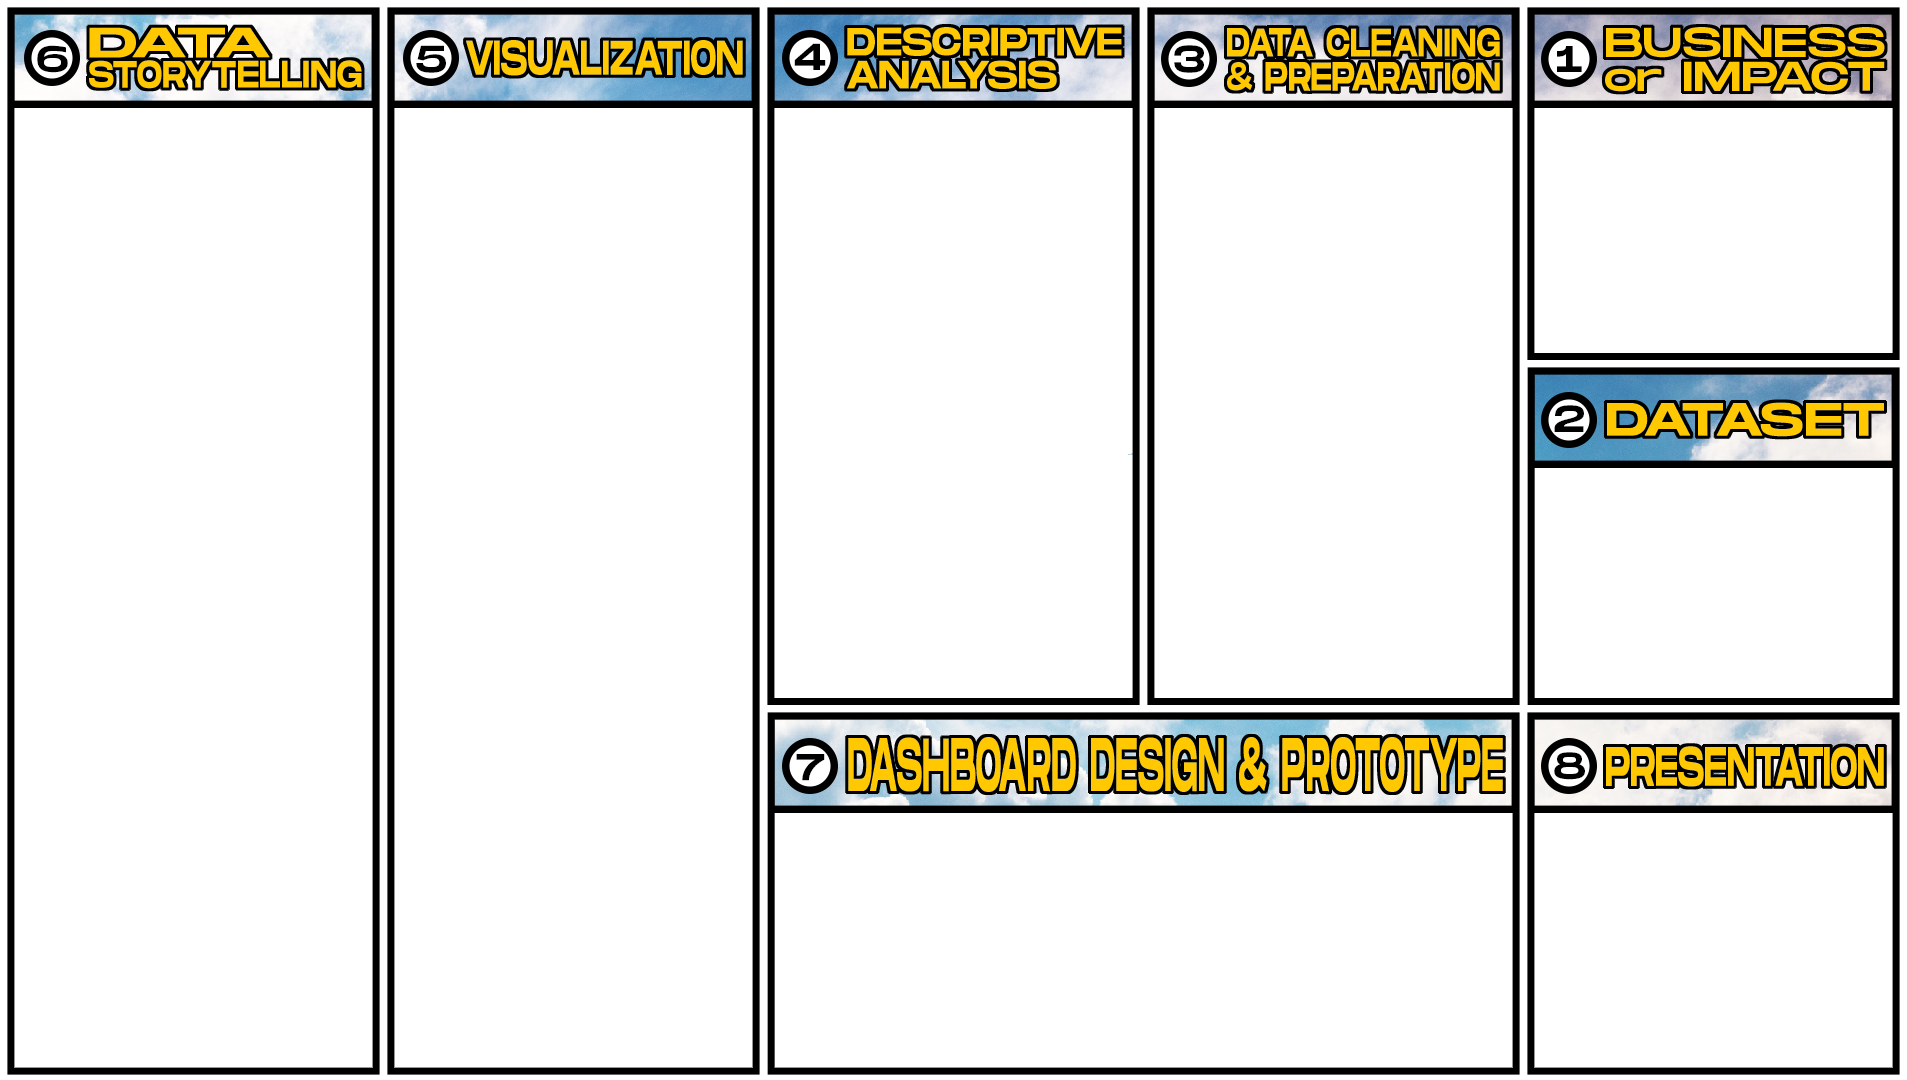 6 DATA
STORYTELLING
5 VISUALIZATION
4 DESCRIPTIVE
ANALYSIS
3 DATA CLEANING
& PREPARATION
1 BUSINESS
or IMPACT
2 DATASET
7 DASHBOARD DESIGN & PROTOTYPE
8 PRESENTATION